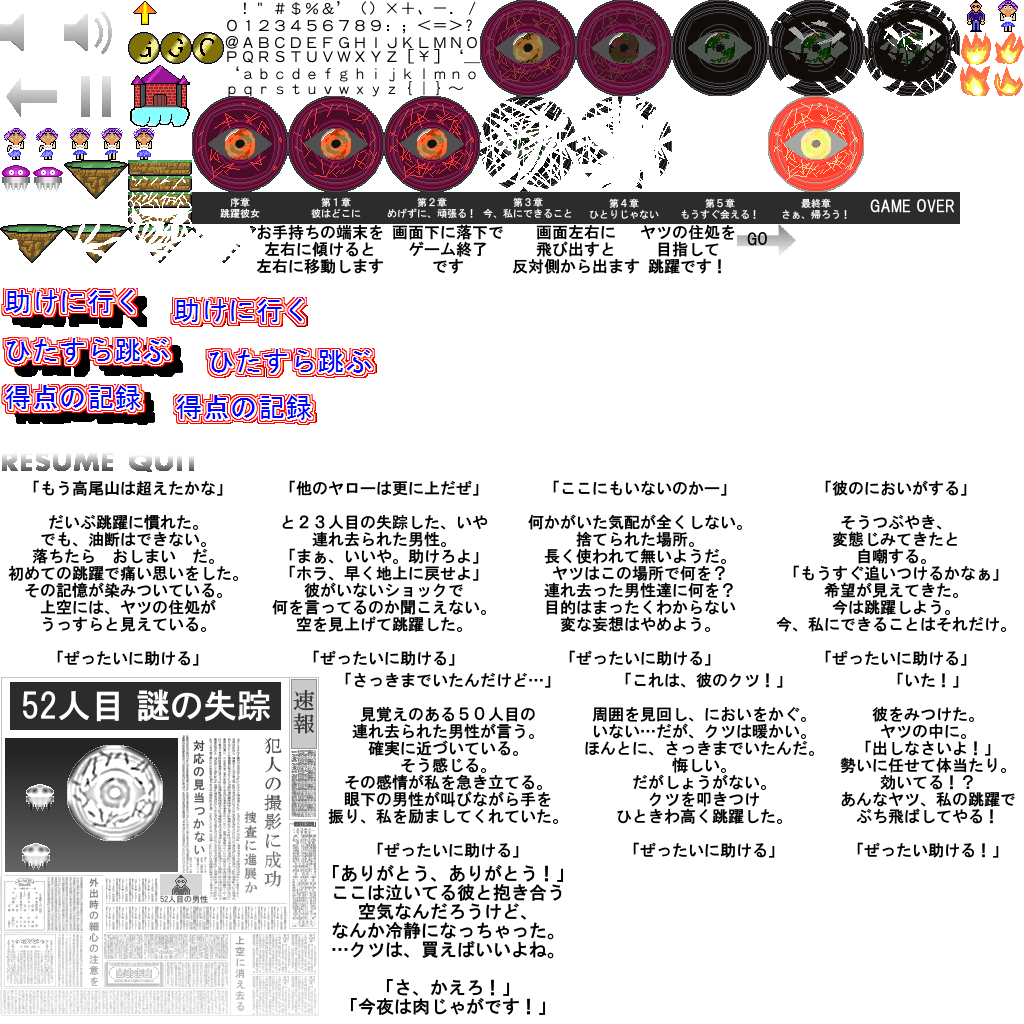 ！"＃＄％＆’（）×＋、－．／
０１２３４５６７８９：；＜＝＞？
＠ＡＢＣＤＥＦＧＨＩＪＫＬＭＮＯ
ＰＱＲＳＴＵＶＷＸＹＺ［￥］＿
‘ａｂｃｄｅｆｇｈｉｊｋｌｍｎｏ
ｐｑｒｓｔｕｖｗｘｙｚ｛｜｝～
序章
跳躍彼女
第１章
彼はどこに
第２章
めげずに、頑張る！
第３章
今、私にできること
第４章
ひとりじゃない
第５章
もうすぐ会える！
最終章
さぁ、帰ろう！
GAME OVER
お手持ちの端末を
左右に傾けると
左右に移動します
画面下に落下で
ゲーム終了
です
画面左右に
飛び出すと
反対側から出ます
ヤツの住処を
目指して
跳躍です！
GO
助けに行く
助けに行く
ひたすら跳ぶ
ひたすら跳ぶ
得点の記録
得点の記録
RESUME QUIT
「もう高尾山は超えたかな」
だいぶ跳躍に慣れた。
でも、油断はできない。
落ちたら　おしまい　だ。
初めての跳躍で痛い思いをした。
その記憶が染みついている。
上空には、ヤツの住処が
うっすらと見えている。
「ぜったいに助ける」
「他のヤローは更に上だぜ」
と２３人目の失踪した、いや
連れ去られた男性。
「まぁ、いいや。助けろよ」
「ホラ、早く地上に戻せよ」
彼がいないショックで
何を言ってるのか聞こえない。
空を見上げて跳躍した。
「ぜったいに助ける」
「ここにもいないのかー」
何かがいた気配が全くしない。
捨てられた場所。
長く使われて無いようだ。
ヤツはこの場所で何を？
連れ去った男性達に何を？
目的はまったくわからない
変な妄想はやめよう。
「ぜったいに助ける」
「彼のにおいがする」
そうつぶやき、
変態じみてきたと
自嘲する。
「もうすぐ追いつけるかなぁ」
希望が見えてきた。
今は跳躍しよう。
今、私にできることはそれだけ。
「ぜったいに助ける」
52人目 謎の失踪
速報
犯人の撮影に成功
捜査に進展か
対応の見当つかない
52人目の男性
外出時の細心の注意を
上空に消え去る
「さっきまでいたんだけど…」
見覚えのある５０人目の
連れ去られた男性が言う。
確実に近づいている。
そう感じる。
その感情が私を急き立てる。
眼下の男性が叫びながら手を
振り、私を励ましてくれていた。
「ぜったいに助ける」
「これは、彼のクツ！」
周囲を見回し、においをかぐ。
いない…だが、クツは暖かい。
ほんとに、さっきまでいたんだ。
悔しい。
だがしょうがない。
クツを叩きつけ
ひときわ高く跳躍した。
「ぜったいに助ける」
「いた！」
彼をみつけた。
ヤツの中に。
「出しなさいよ！」
勢いに任せて体当たり。
効いてる！？
あんなヤツ、私の跳躍で
ぶち飛ばしてやる！
「ぜったい助ける！」
「ありがとう、ありがとう！」
ここは泣いてる彼と抱き合う
空気なんだろうけど、
なんか冷静になっちゃった。
…クツは、買えばいいよね。
「さ、かえろ！」
「今夜は肉じゃがです！」